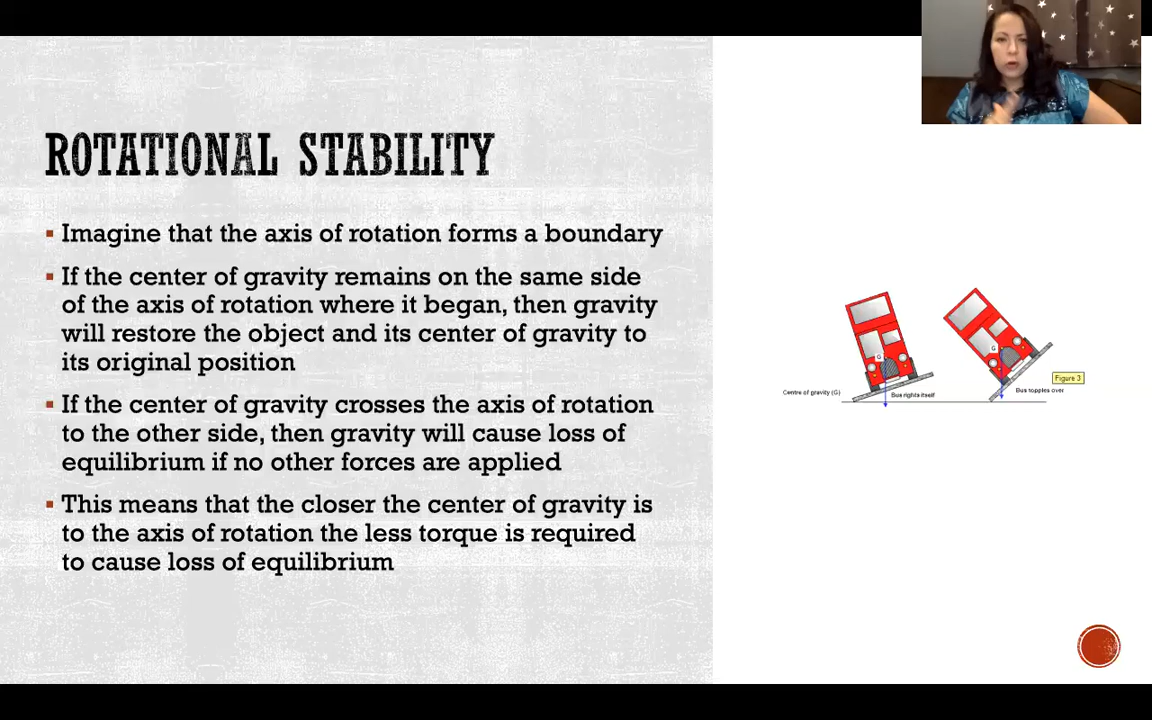 ROTATIONAL STABILITY
Imagine that the axis of rotation forms a boundary
If the center of gravity remains on the same side
of the axis of rotation where it began, then gravity
will restore the object and its center of gravity to
its original position
If the center of gravity crosses the axis of rotation
to the other side, then gravity will cause loss of
equilibrium if no other forces are applied
This means that the closer the center of gravity is
to the axis of rotation the less torque is required
to cause loss of equilibrium
G
G
Figure 3
Centre of gravity (G)
Bus rights itself
Bus topples over